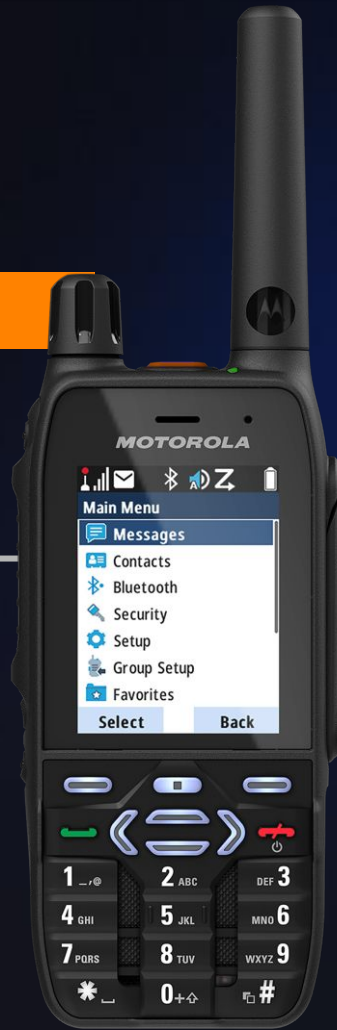 MOTOROLA
Main Menu
Messages
Contacts
Bluetooth
Security
Setup
Group Setup
Favorites
Select Back
1 _,@ 2 ABC DEF 3
4 GHI 5 JKL MNO 6
7 PQRS 8 TUV WXYZ 9
* 0+ #